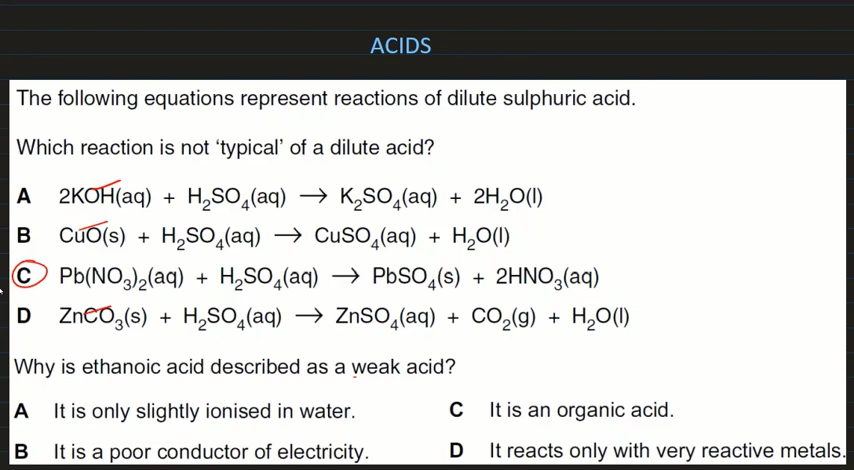 ACIDS
The following equations represent reactions of dilute sulphuric acid.
Which reaction is not ‘typical’ of a dilute acid?
A 2KOH(aq) + H₂SO₄(aq) → K₂SO₄(aq) + 2H₂O(l)
B CuO(s) + H₂SO₄(aq) → CuSO₄(aq) + H₂O(l)
C Pb(NO₃)₂(aq) + H₂SO₄(aq) → PbSO₄(s) + 2HNO₃(aq)
D ZnCO₃(s) + H₂SO₄(aq) → ZnSO₄(aq) + CO₂(g) + H₂O(l)
Why is ethanoic acid described as a weak acid?
A It is only slightly ionised in water.
C It is an organic acid.
B It is a poor conductor of electricity.
D It reacts only with very reactive metals.